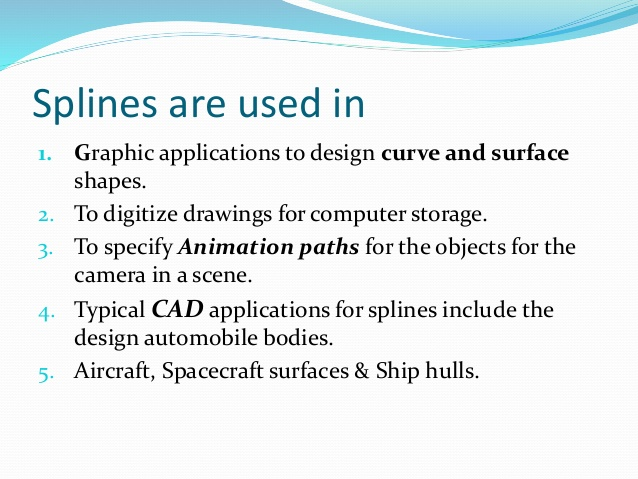 Splines are used in
1. Graphic applications to design curve and surface
shapes.
2. To digitize drawings for computer storage.
3. To specify Animation paths for the objects for the
camera in a scene.
4. Typical CAD applications for splines include the
design automobile bodies.
5. Aircraft, Spacecraft surfaces & Ship hulls.